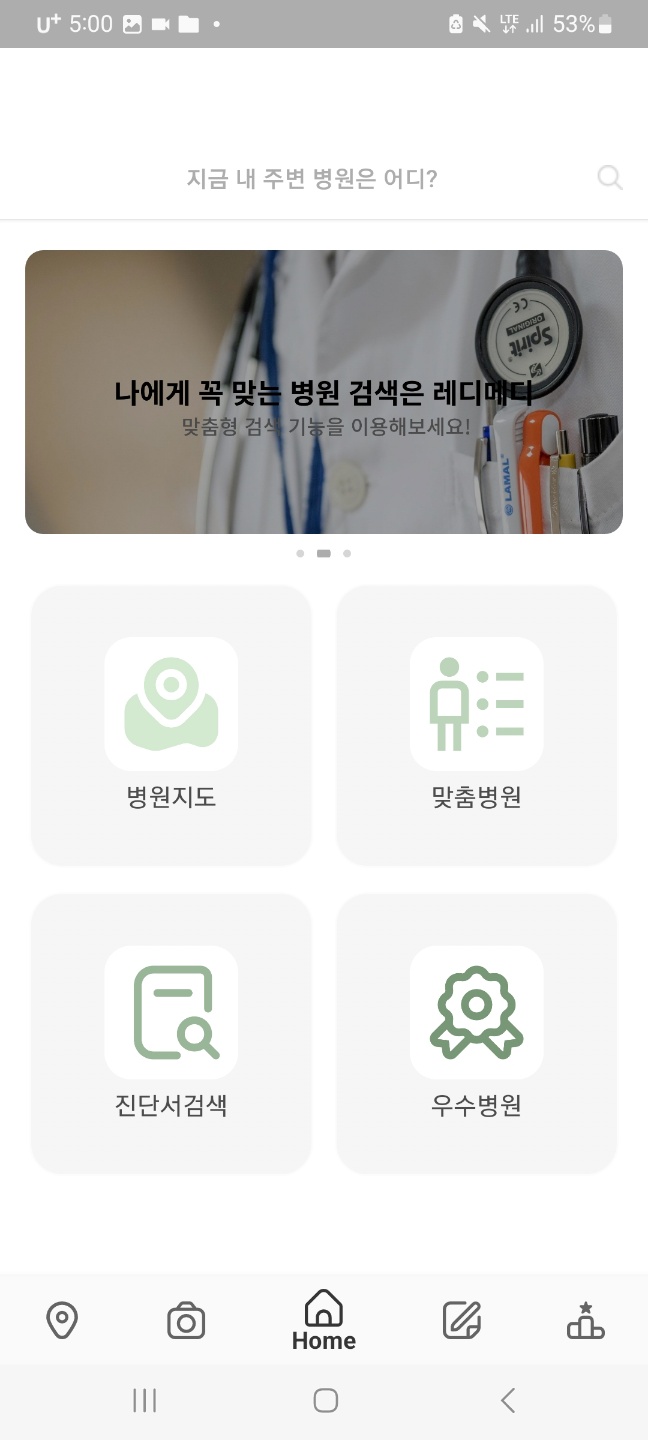 U+ 5:00 LTE 53%
지금 내 주변 병원은 어디?
Spirit
ORIGINAL
CE
나에게 꼭 맞는 병원 검색은 레디메디
맞춤형 검색 기능을 이용해보세요!
LAMAL
병원지도
맞춤병원
진단서검색
우수병원
Home